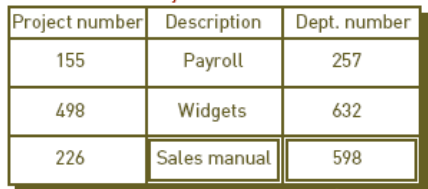 Project number Description Dept. number
155 Payroll 257
498 Widgets 632
226 Sales manual 598